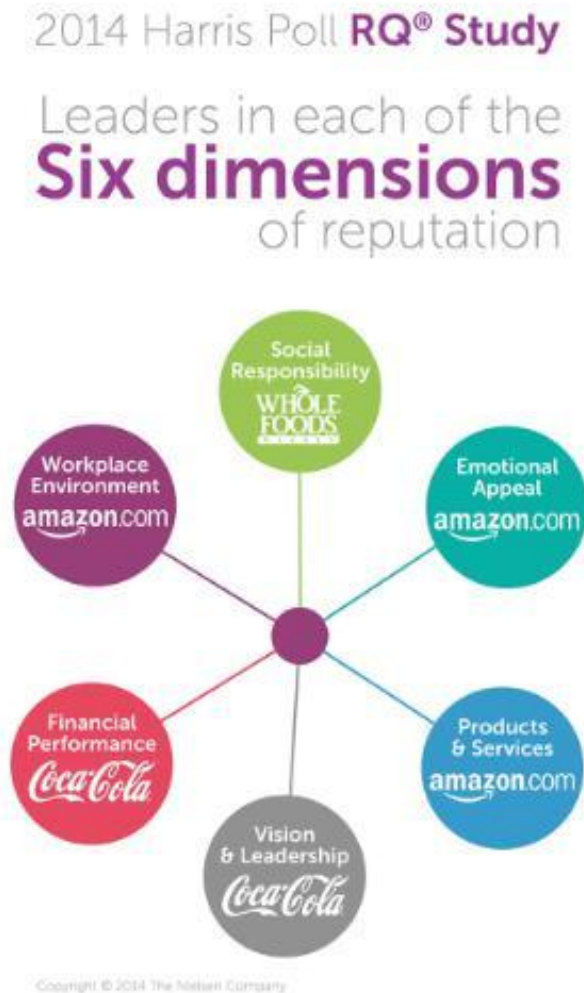 2014 Harris Poll RQ® Study
Leaders in each of the
Six dimensions
of reputation
Social
Responsibility
WHOLE
FOODS
MARKET
Workplace
Environment
amazon.com
Emotional
Appeal
amazon.com
Financial
Performance
Coca-Cola
Products
& Services
amazon.com
Vision
& Leadership
Coca-Cola
Copyright © 2014 The Nielsen Company